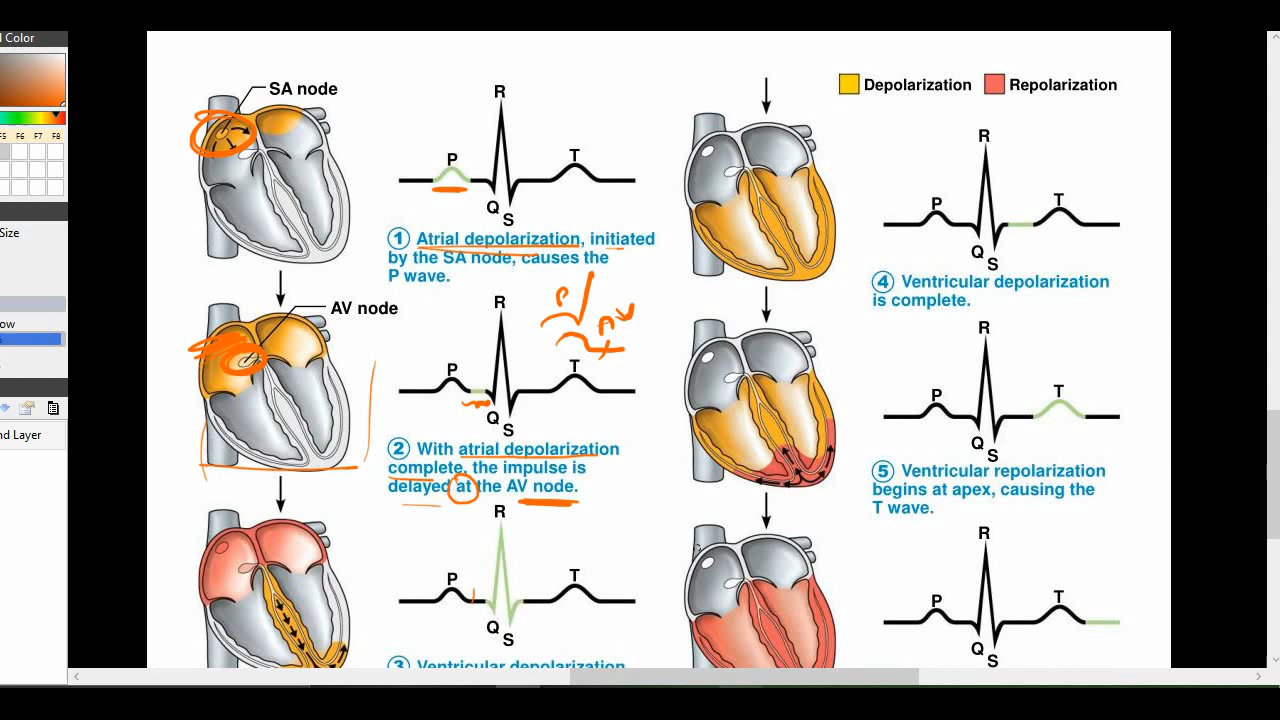 l Color
F5 F6 F7 F8
Size
ow
nd Layer
SA node
R
P
T
Q
S
① Atrial depolarization, initiated
by the SA node, causes the
P wave.
AV node
P
AV
R
P
T
Q
S
② With atrial depolarization
complete, the impulse is
delayed at the AV node.
R
P
T
Q
S
③ Ventricular depolarization
Depolarization
Repolarization
R
P
T
Q
S
④ Ventricular depolarization
is complete.
R
P
T
Q
S
⑤ Ventricular repolarization
begins at apex, causing the
T wave.
R
P
T
Q
S